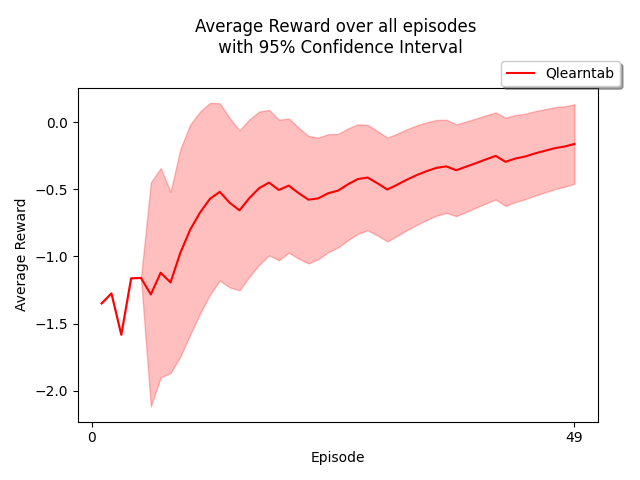 Average Reward over all episodes
with 95% Confidence Interval
Qlearntab
0.0
−0.5
−1.0
−1.5
−2.0
Average Reward
0
49
Episode